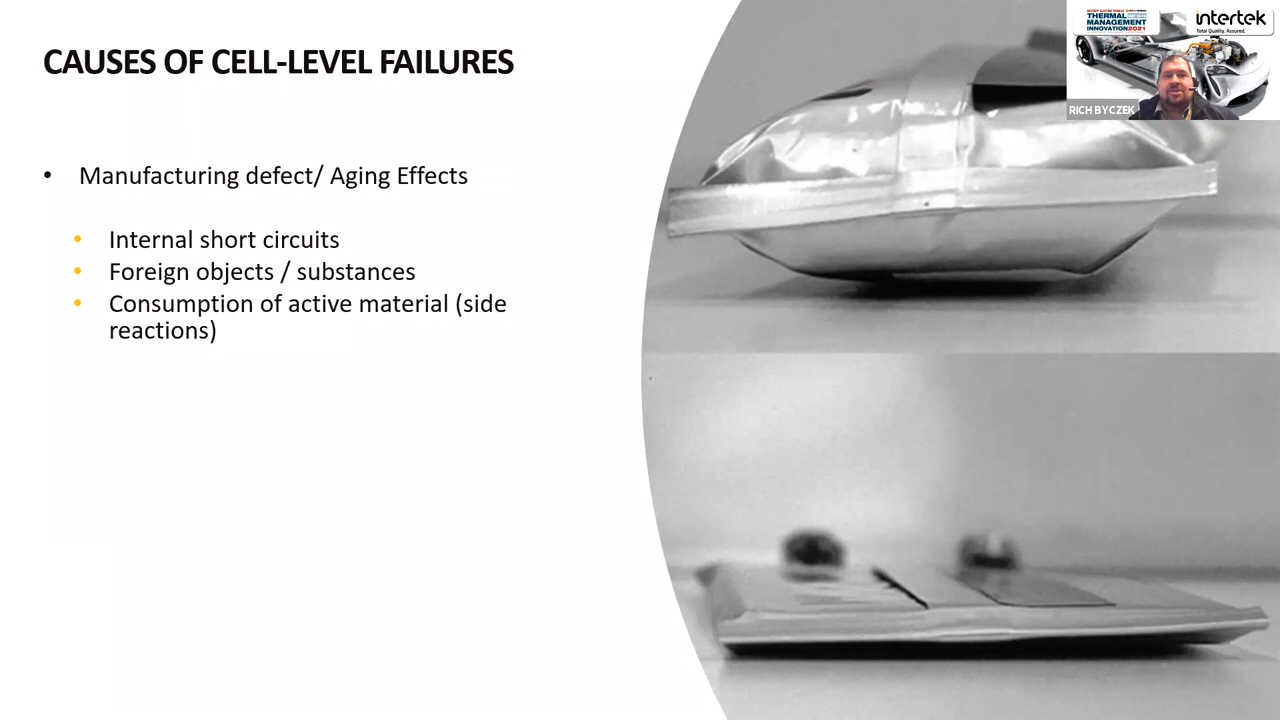 CAUSES OF CELL-LEVEL FAILURES
• Manufacturing defect/ Aging Effects
• Internal short circuits
• Foreign objects / substances
• Consumption of active material (side
reactions)
THERMAL
MANAGEMENT
INNOVATION2021
intertek
Total Quality. Assured.
RICH BYCZEK